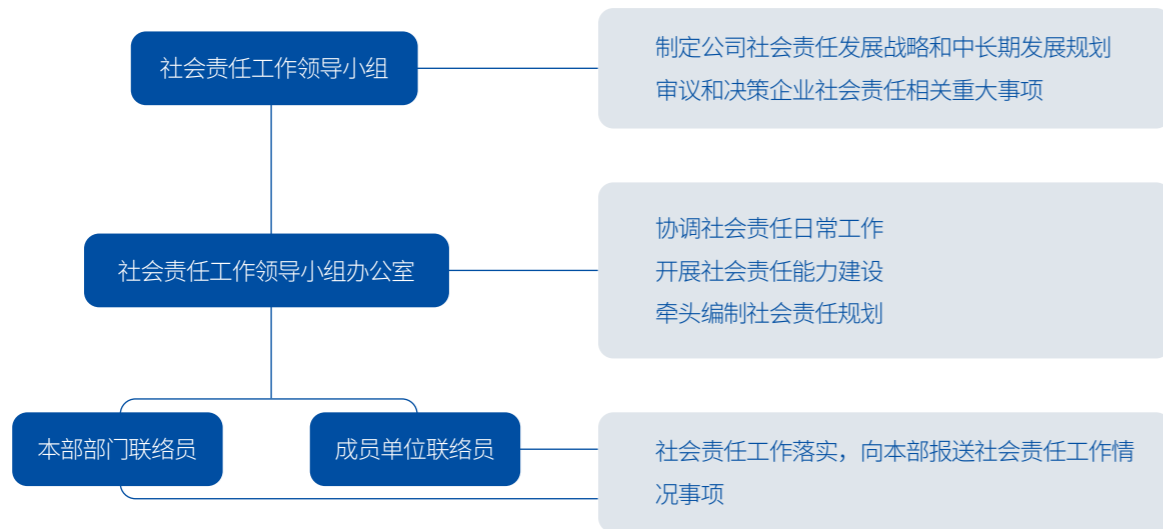 社会责任工作领导小组
制定公司社会责任发展战略和中长期发展规划
审议和决策企业社会责任相关重大事项
社会责任工作领导小组办公室
协调社会责任日常工作
开展社会责任能力建设
牵头编制社会责任规划
本部部门联络员
成员单位联络员
社会责任工作落实，向本部报送社会责任工作情
况事项